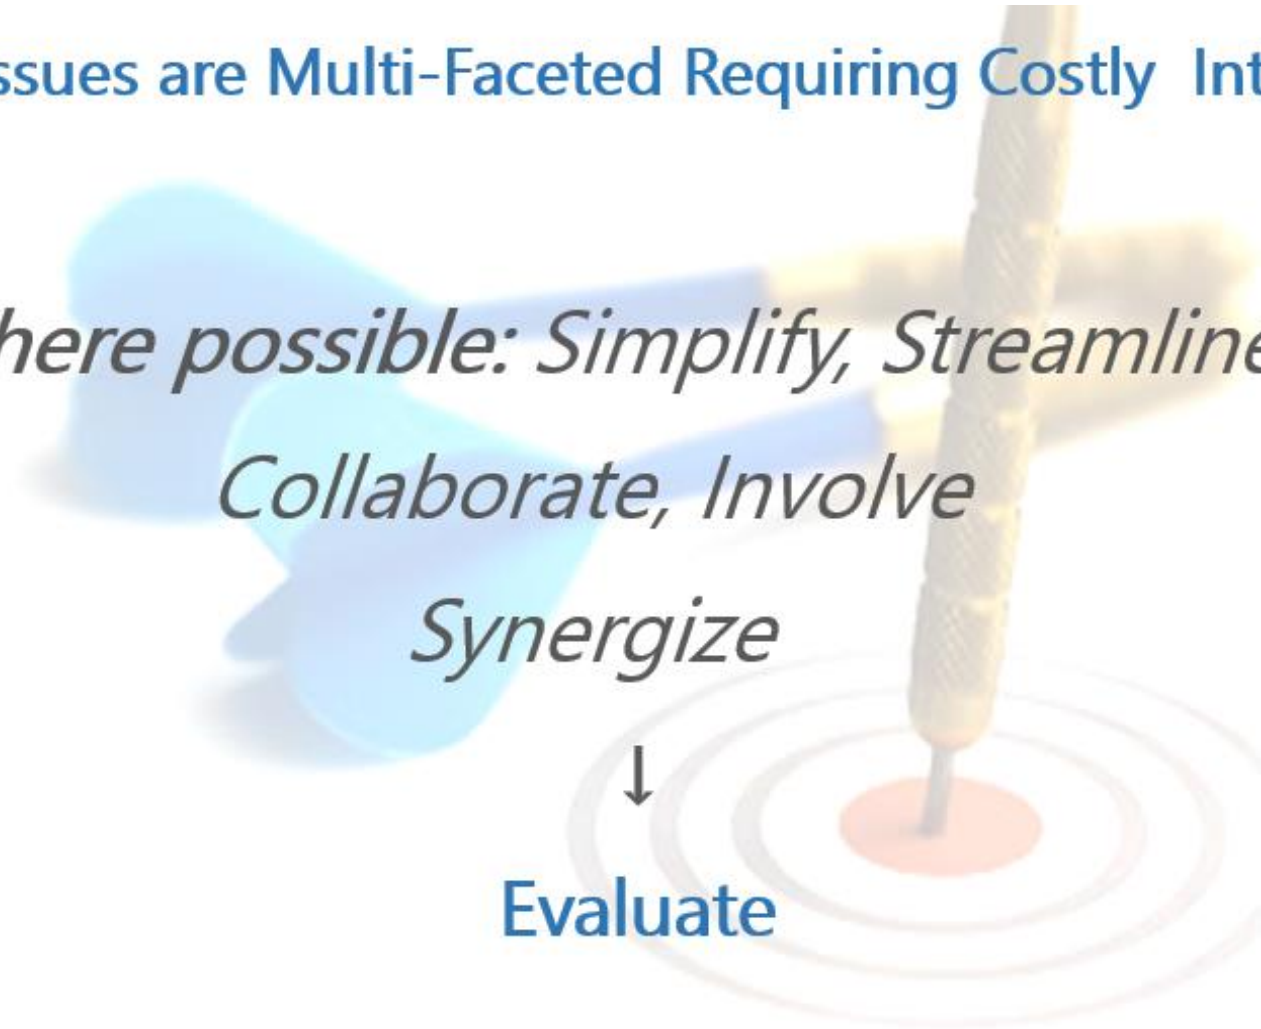 ssues are Multi-Faceted Requiring Costly Int
here possible: Simplify, Streamline
Collaborate, Involve
Synergize
↓
Evaluate